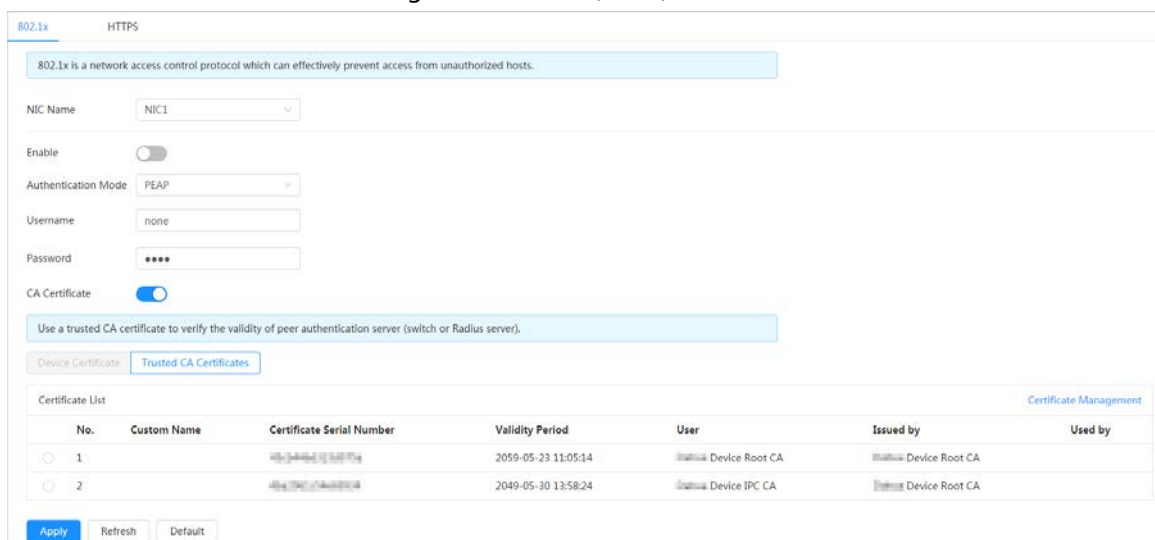 802.1x HTTPS
802.1x is a network access control protocol which can effectively prevent access from unauthorized hosts.
NIC Name NIC1
Enable
Authentication Mode PEAP
Username none
Password ••••
CA Certificate
Use a trusted CA certificate to verify the validity of peer authentication server (switch or Radius server).
Device Certificate Trusted CA Certificates
Certificate List Certificate Management
No. Custom Name Certificate Serial Number Validity Period User Issued by Used by
1 2059-05-23 11:05:14 Device Root CA Device Root CA
2 2049-05-30 13:58:24 Device IPC CA Device Root CA
Apply Refresh Default